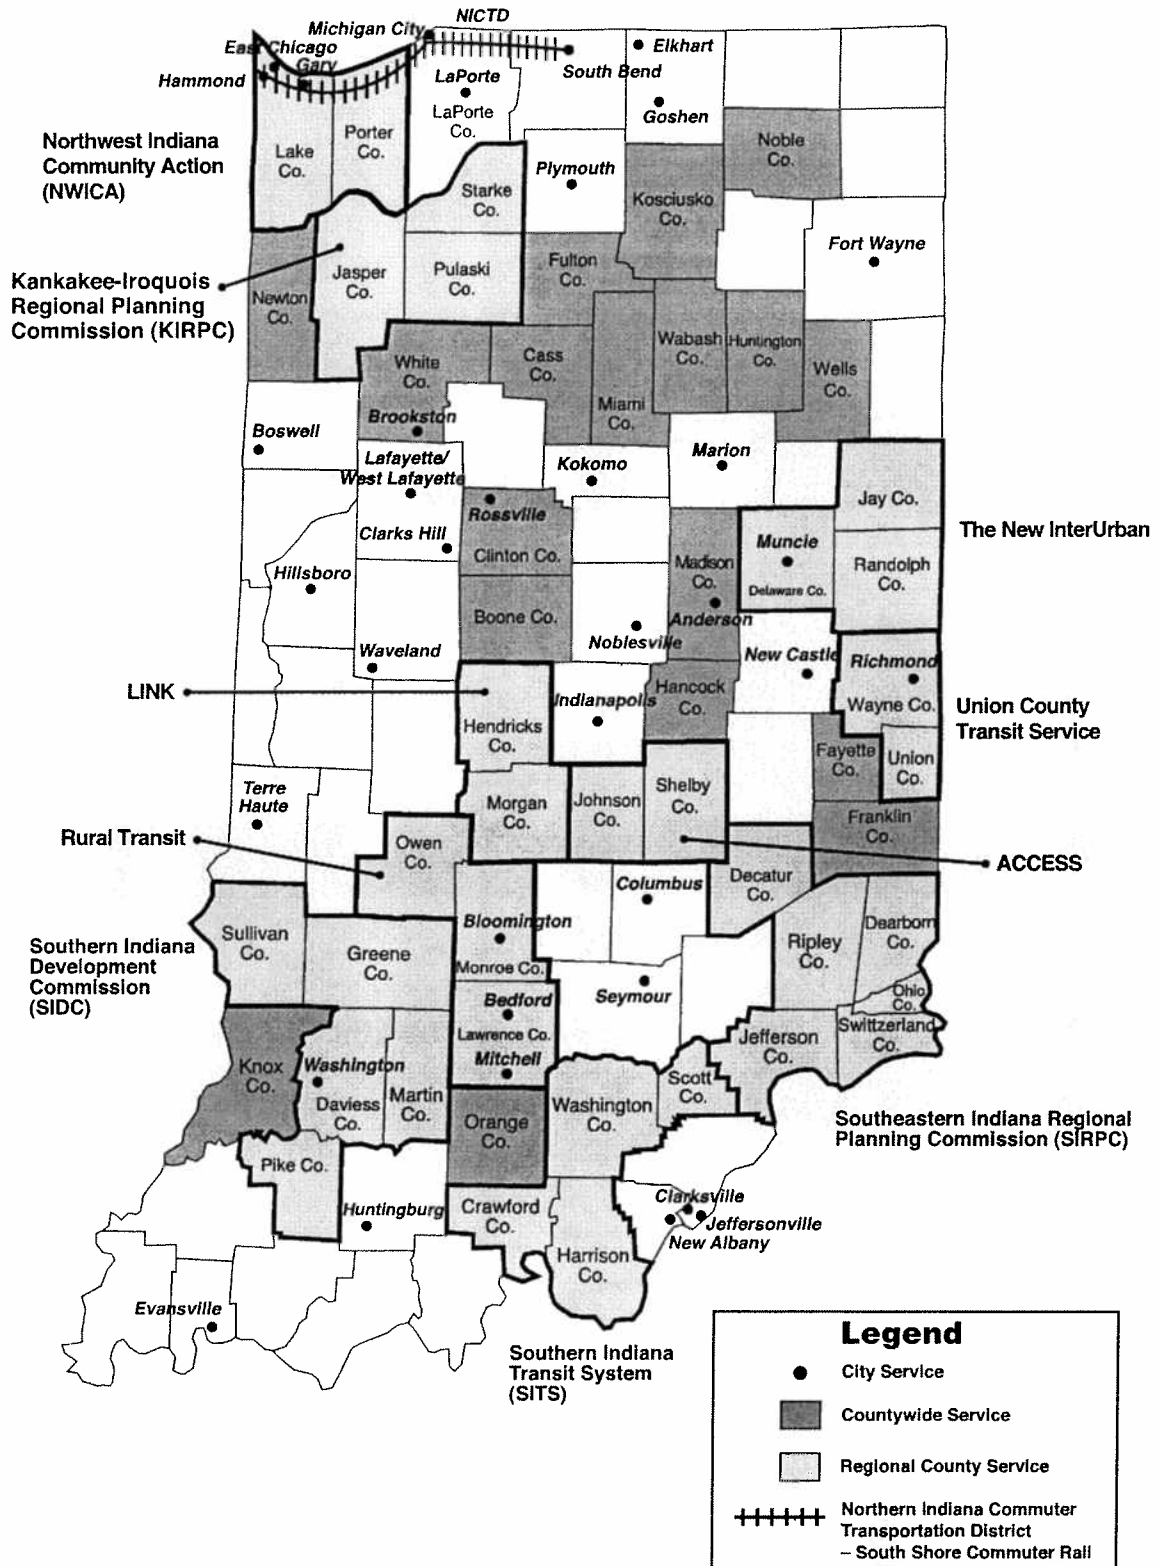 NICTD
Michigan City
East Chicago
Gary
Hammond
Elkhart
South Bend
LaPorte
LaPorte
Co.
Goshen
Northwest Indiana
Community Action
(NWICA)
Lake
Co.
Porter
Co.
Noble
Co.
Plymouth
Starke
Co.
Kosciusko
Co.
Fort Wayne
Kankakee-Iroquois
Regional Planning
Commission (KIRPC)
Newton
Co.
Jasper
Co.
Pulaski
Co.
Fulton
Co.
White
Co.
Cass
Co.
Miami
Co.
Wabash
Co.
Huntington
Co.
Wells
Co.
Brookston
Boswell
Lafayette/
West Lafayette
Kokomo
Marion
Jay Co.
Rossville
Clinton Co.
Clarks Hill
The New InterUrban
Muncie
Delaware Co.
Randolph
Co.
Madison
Co.
Anderson
Hillsboro
Boone Co.
Noblesville
Waveland
New Castle
Richmond
Wayne Co.
LINK
Hendricks
Co.
Indianapolis
Hancock
Co.
Union County
Transit Service
Fayette
Co.
Union
Co.
Terre
Haute
Morgan
Co.
Johnson
Co.
Shelby
Co.
Franklin
Co.
Rural Transit
Owen
Co.
ACCESS
Decatur
Co.
Columbus
Bloomington
Monroe Co.
Sullivan
Co.
Greene
Co.
Ripley
Co.
Dearborn
Co.
Southern Indiana
Development
Commission
(SIDC)
Seymour
Ohio
Co.
Bedford
Lawrence Co.
Mitchell
Switzerland
Co.
Jefferson
Co.
Knox
Co.
Washington
Daviess
Co.
Martin
Co.
Scott
Co.
Orange
Co.
Washington
Co.
Southeastern Indiana Regional
Planning Commission (SIRPC)
Pike Co.
Huntingburg
Crawford
Co.
Clarksville
Jeffersonville
New Albany
Harrison
Co.
Evansville
Southern Indiana
Transit System
(SITS)
Legend
City Service
Countywide Service
Regional County Service
Northern Indiana Commuter
Transportation District
– South Shore Commuter Rail